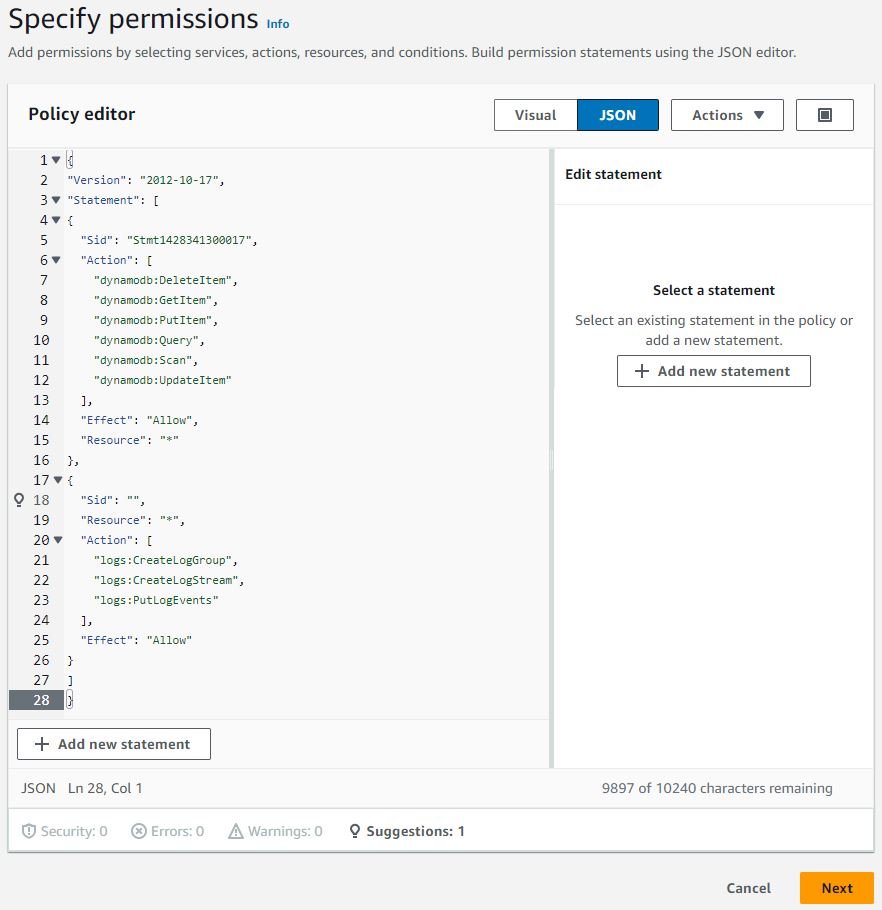 Specify permissions Info
Add permissions by selecting services, actions, resources, and conditions. Build permission statements using the JSON editor.
Policy editor
Visual
JSON
Actions
1 {
2 "Version": "2012-10-17",
3 "Statement": [
4 {
5 "Sid": "Stmt1428341300017",
6 "Action": [
7 "dynamodb:DeleteItem",
8 "dynamodb:GetItem",
9 "dynamodb:PutItem",
10 "dynamodb:Query",
11 "dynamodb:Scan",
12 "dynamodb:UpdateItem"
13 ],
14 "Effect": "Allow",
15 "Resource": "*"
16 },
17 {
18 "Sid": "",
19 "Resource": "*",
20 "Action": [
21 "logs:CreateLogGroup",
22 "logs:CreateLogStream",
23 "logs:PutLogEvents"
24 ],
25 "Effect": "Allow"
26 }
27 ]
28 }
Edit statement
Select a statement
Select an existing statement in the policy or
add a new statement.
+ Add new statement
+ Add new statement
JSON Ln 28, Col 1
9897 of 10240 characters remaining
Security: 0
Errors: 0
Warnings: 0
Suggestions: 1
Cancel
Next